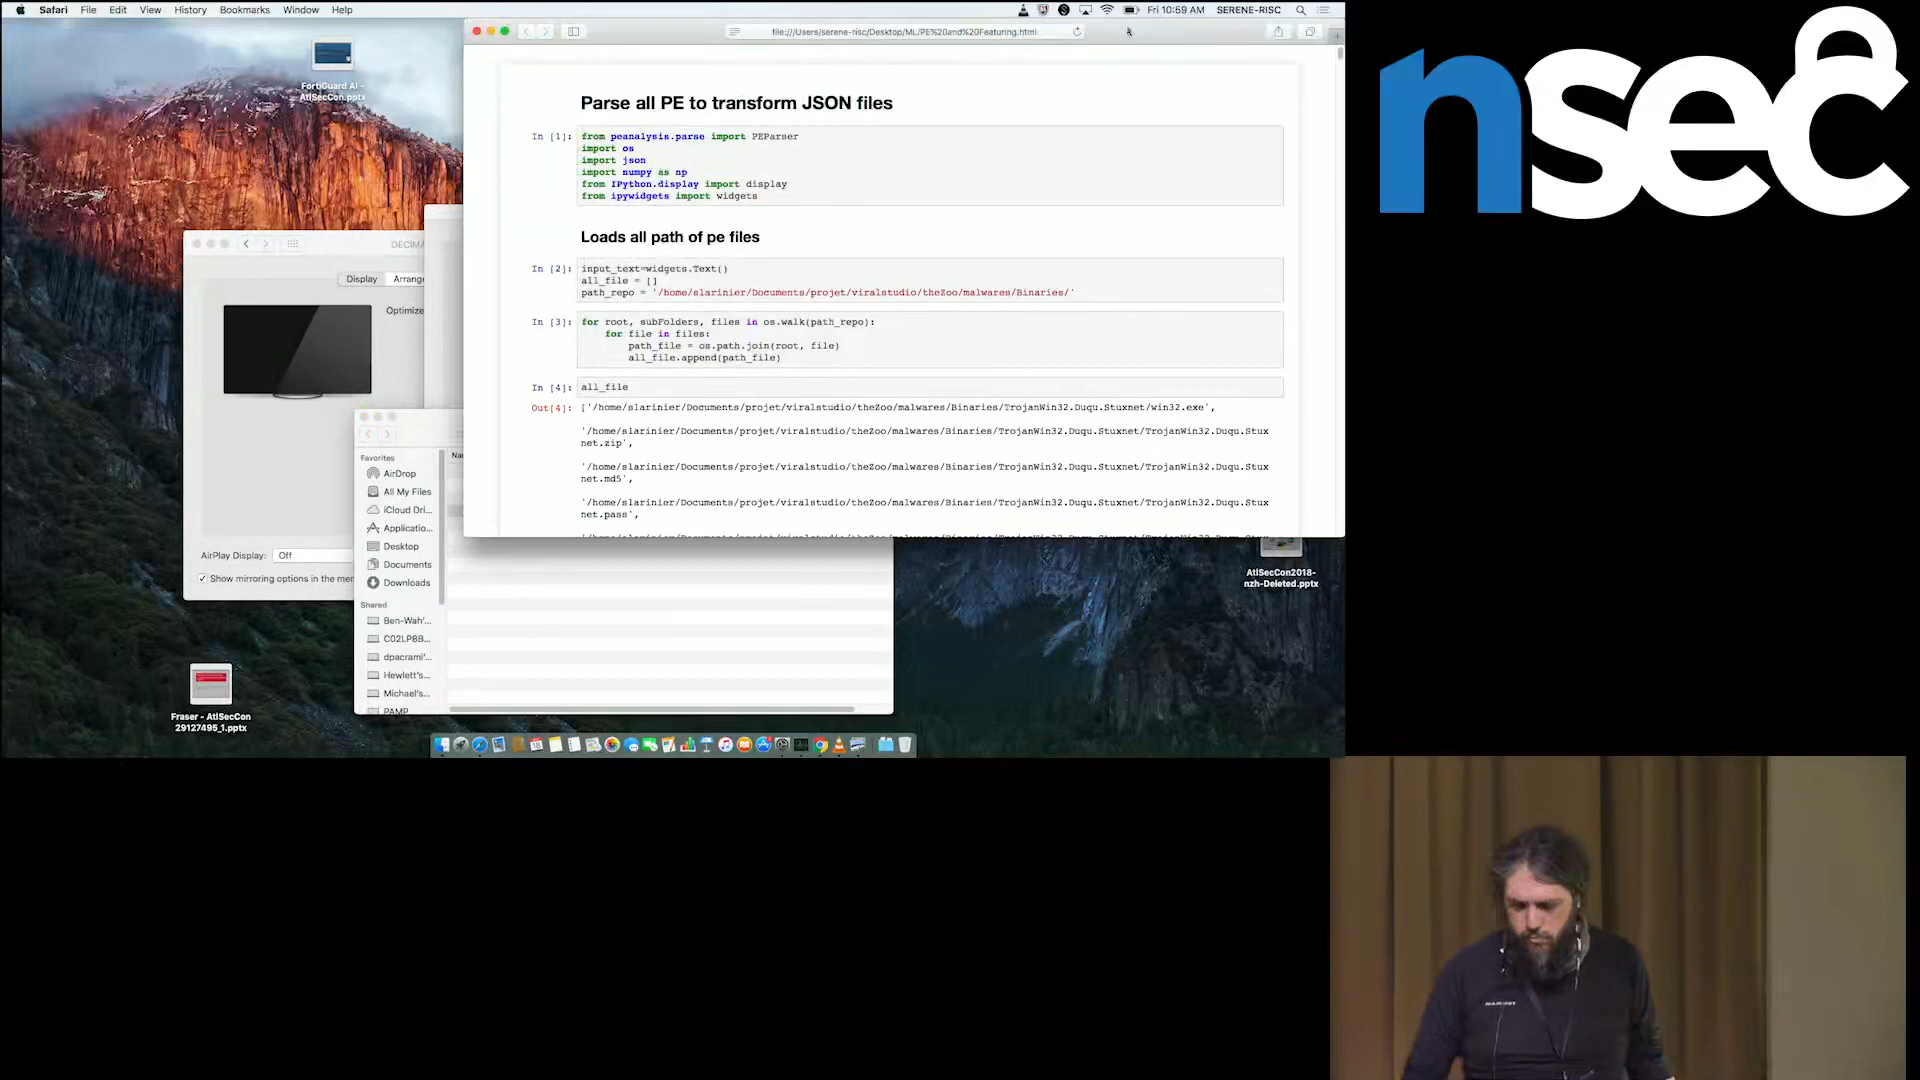 Safari File Edit View History Bookmarks Window Help
Fri 10:59 AM SERENE-RISC
nsec
file:///Users/serene-risc/Desktop/ML/PE%20and%20Featuring.html
FortiGuard AI -
AtlSecCon.pptx
Parse all PE to transform JSON files
In [1]: from peanalysis.parse import PEParser
import os
import json
import numpy as np
from IPython.display import display
from ipywidgets import widgets
Loads all path of pe files
In [2]: input_text=widgets.Text()
all_file = []
path_repo = '/home/slarinier/Documents/projet/viralstudio/theZoo/malwares/Binaries/'
In [3]: for root, subFolders, files in os.walk(path_repo):
for file in files:
path_file = os.path.join(root, file)
all_file.append(path_file)
In [4]: all_file
Out[4]: ['/home/slarinier/Documents/projet/viralstudio/theZoo/malwares/Binaries/TrojanWin32.Duqu.Stuxnet/win32.exe',
'/home/slarinier/Documents/projet/viralstudio/theZoo/malwares/Binaries/TrojanWin32.Duqu.Stuxnet/TrojanWin32.Duqu.Stux
net.zip',
'/home/slarinier/Documents/projet/viralstudio/theZoo/malwares/Binaries/TrojanWin32.Duqu.Stuxnet/TrojanWin32.Duqu.Stux
net.md5',
'/home/slarinier/Documents/projet/viralstudio/theZoo/malwares/Binaries/TrojanWin32.Duqu.Stuxnet/TrojanWin32.Duqu.Stux
net.pass',
DECIMA
Display Arrang
Optimize
AirPlay Display: Off
Show mirroring options in the mer
Na
Favorites
AirDrop
All My Files
iCloud Dri...
Applicatio...
Desktop
Documents
Downloads
Shared
Ben-Wah'...
C02LP8B...
dpacrami'...
Hewlett's...
Michael's...
PAMP
AtlSecCon2018-
nzh-Deleted.pptx
Fraser - AtlSecCon
29127495_1.pptx
18